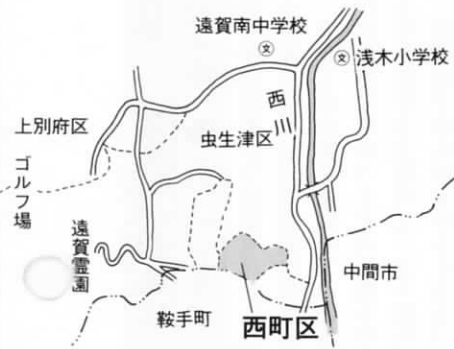 遠賀南中学校
文
文
浅木小学校
西川
上別府区
虫生津区
ゴルフ場
遠賀霊園
中間市
鞍手町
西町区